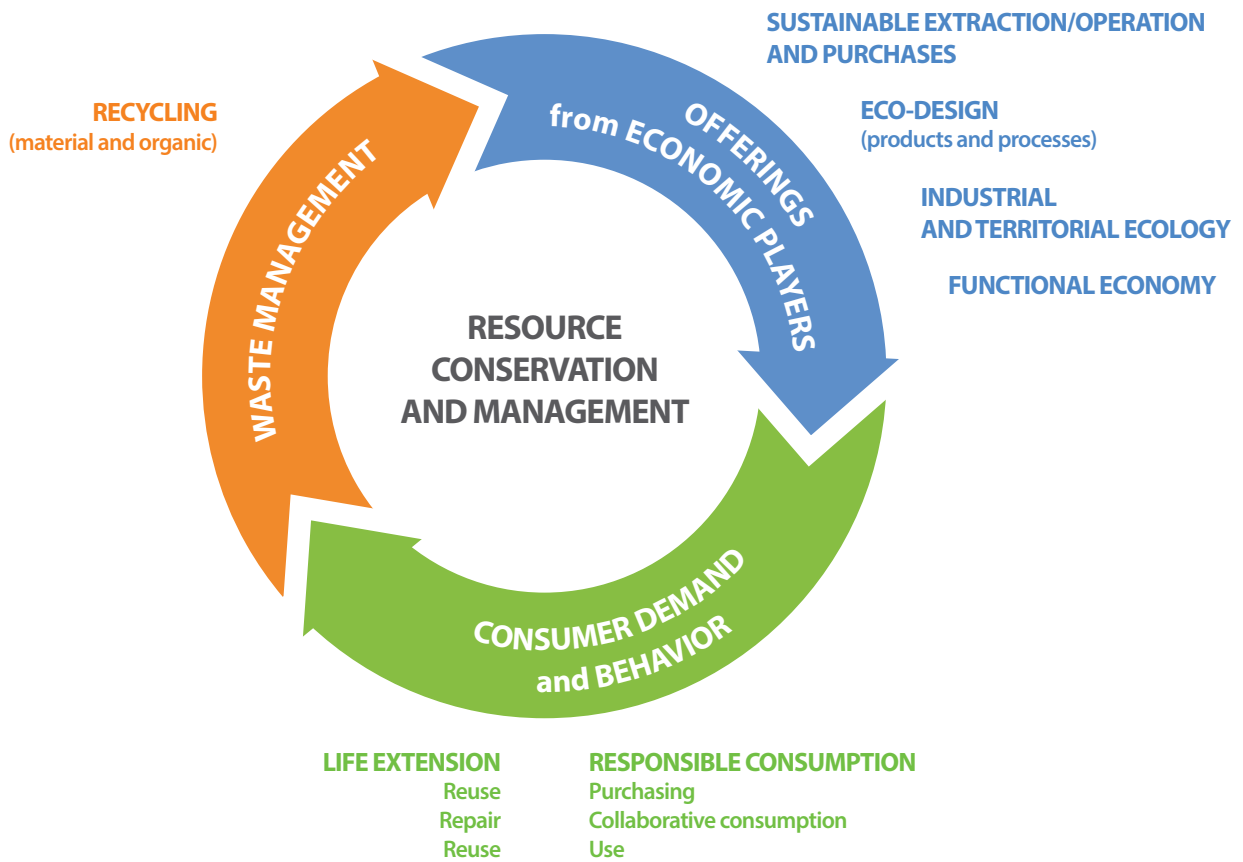 SUSTAINABLE EXTRACTION/OPERATION
AND PURCHASES
ECO-DESIGN
(products and processes)
INDUSTRIAL
AND TERRITORIAL ECOLOGY
FUNCTIONAL ECONOMY
OFFERINGS
from ECONOMIC PLAYERS
RECYCLING
(material and organic)
WASTE MANAGEMENT
RESOURCE
CONSERVATION
AND MANAGEMENT
CONSUMER DEMAND
and BEHAVIOR
LIFE EXTENSION
Reuse
Repair
Reuse
RESPONSIBLE CONSUMPTION
Purchasing
Collaborative consumption
Use